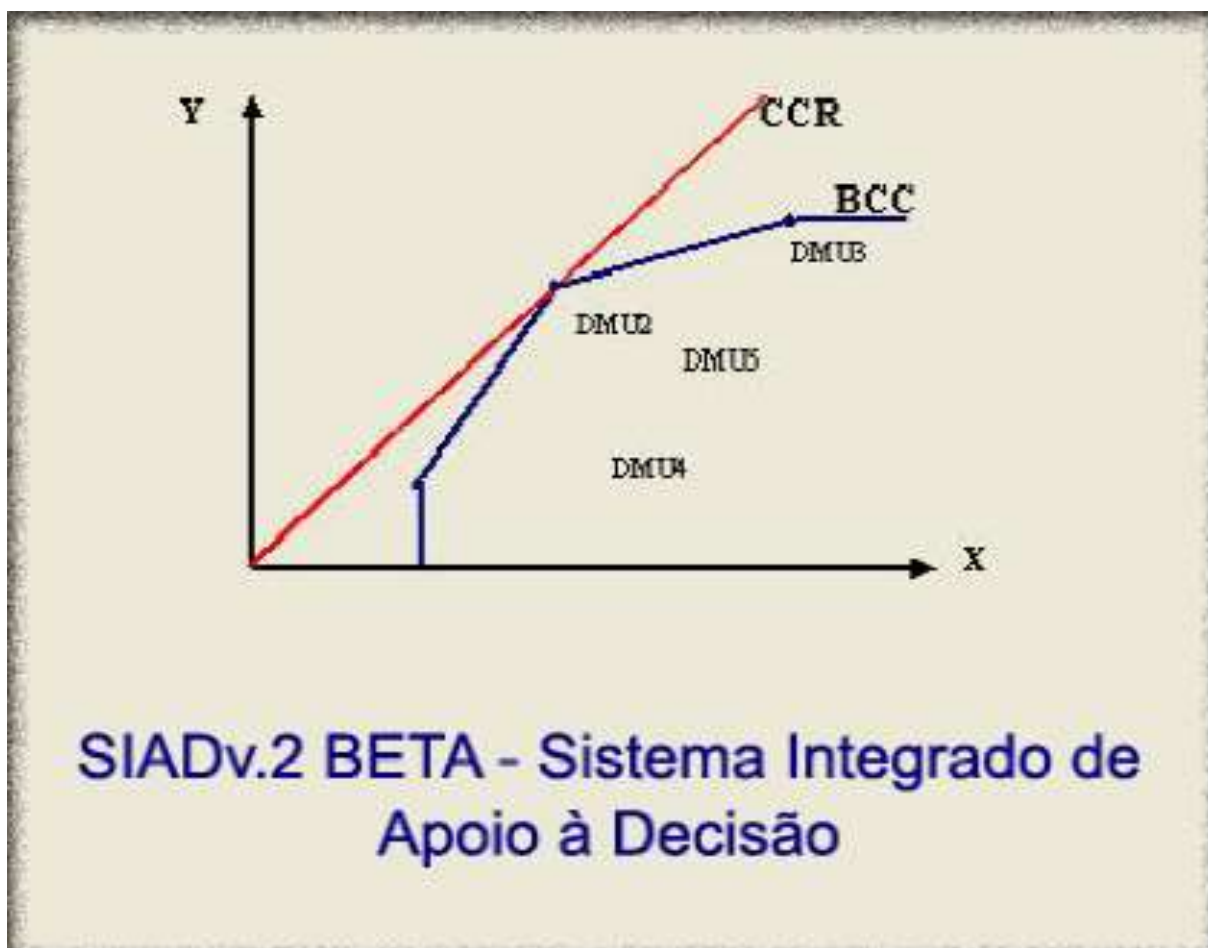 Y
CCR
BCC
DMU3
DMU2
DMU5
DMU4
X
SIADv.2 BETA - Sistema Integrado de
Apoio à Decisão